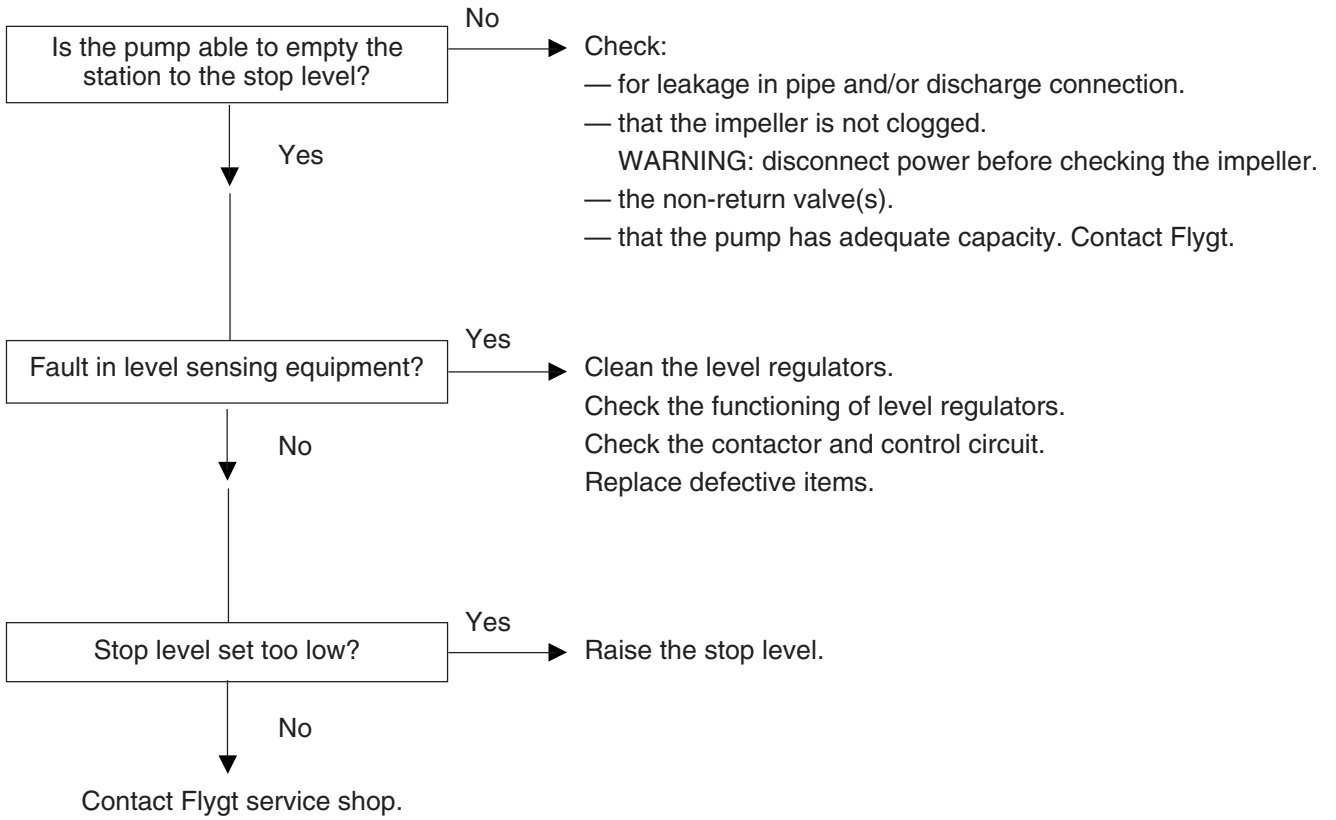 No
Is the pump able to empty the
station to the stop level?
Check:
— for leakage in pipe and/or discharge connection.
— that the impeller is not clogged.
WARNING: disconnect power before checking the impeller.
— the non-return valve(s).
— that the pump has adequate capacity. Contact Flygt.
Yes
Fault in level sensing equipment?
Yes
Clean the level regulators.
Check the functioning of level regulators.
Check the contactor and control circuit.
Replace defective items.
No
Stop level set too low?
Yes
Raise the stop level.
No
Contact Flygt service shop.